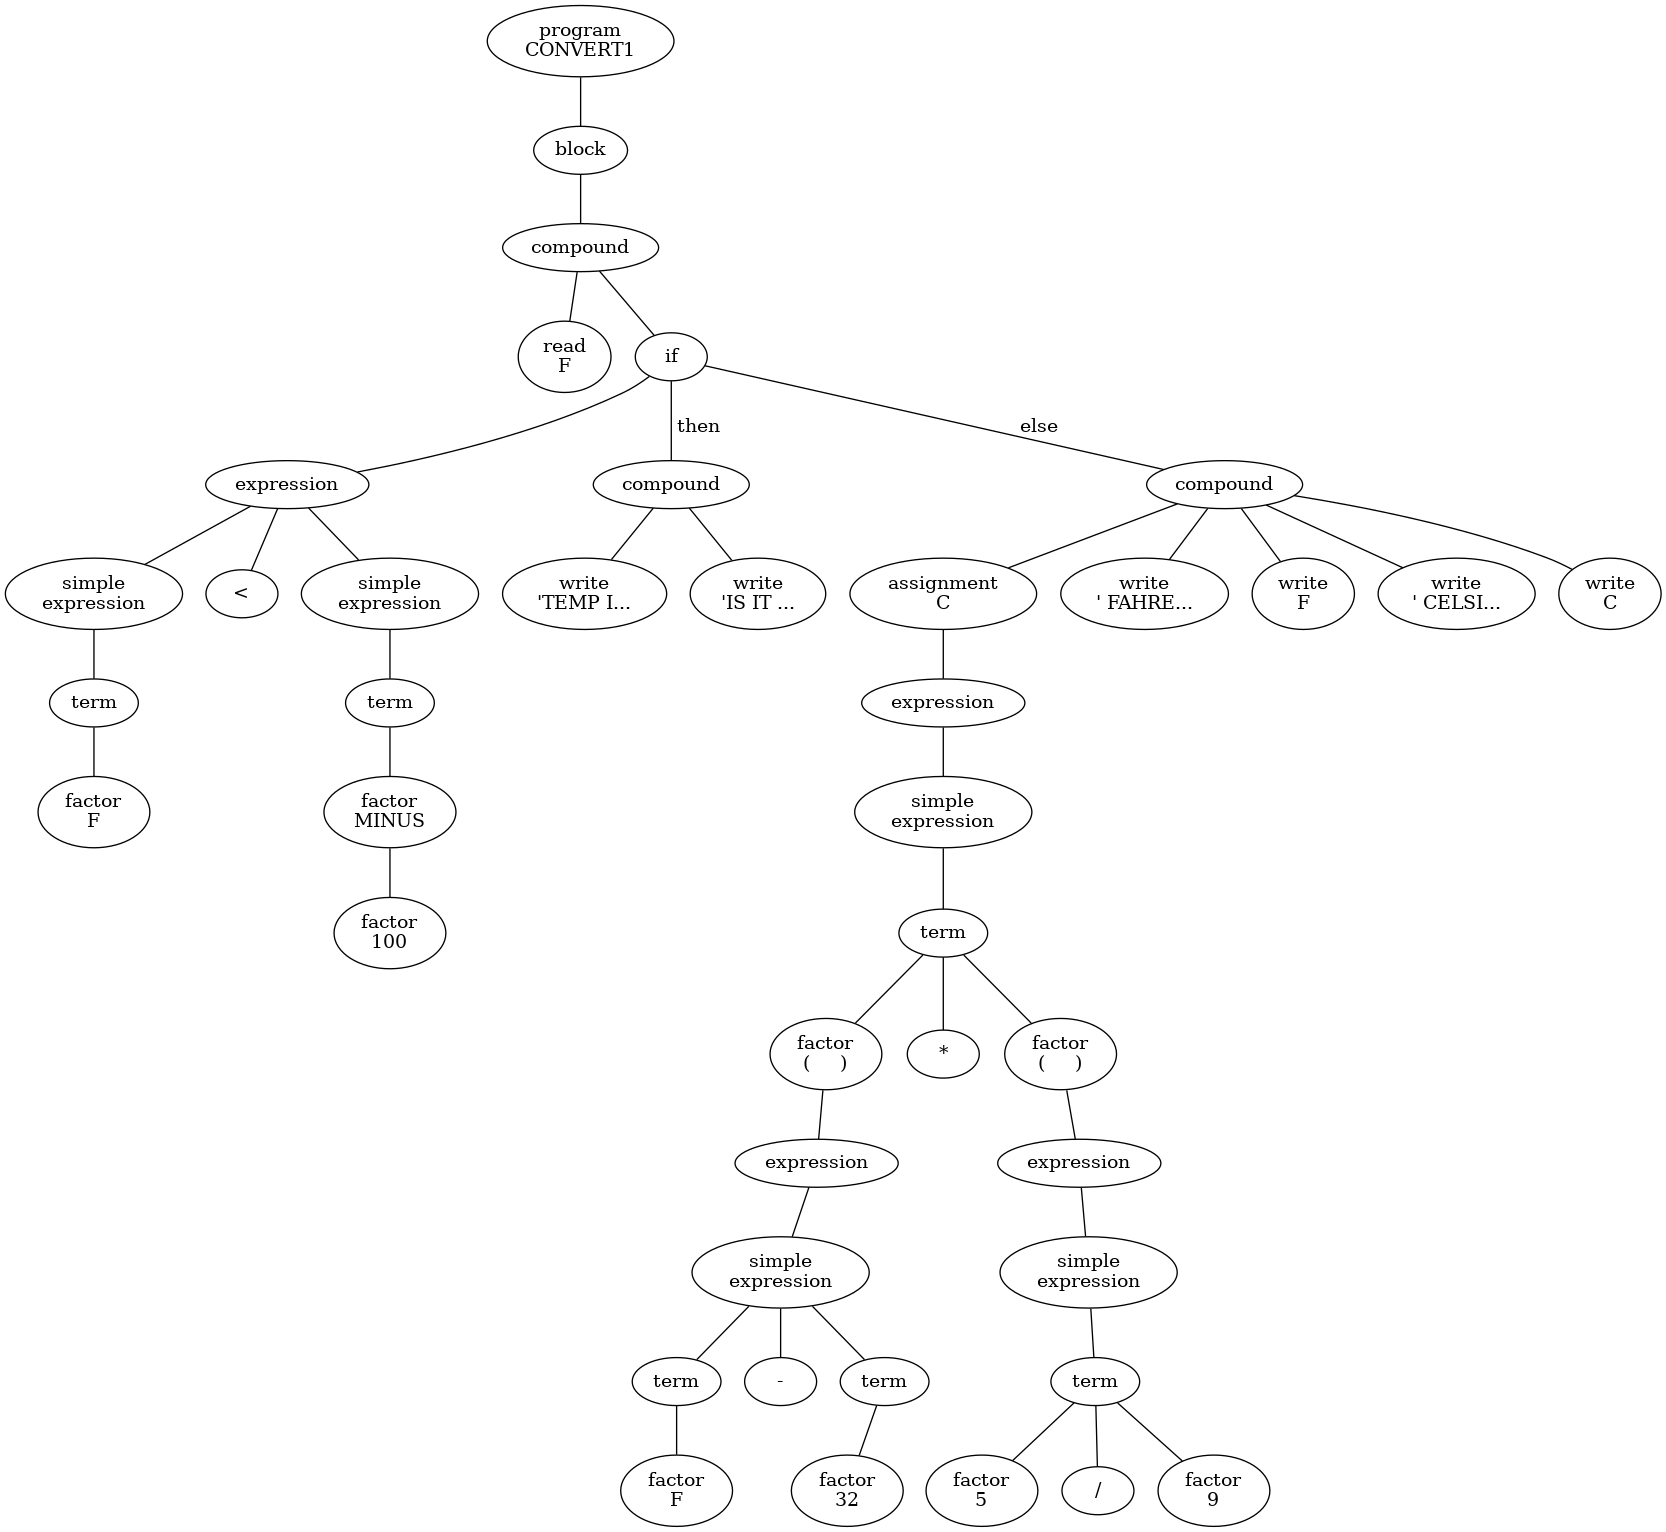 program
CONVERT1
block
compound
read
F
if
then
else
expression
compound
compound
simple
expression
<
simple
expression
write
'TEMP I...
write
'IS IT ...
assignment
C
write
' FAHRE...
write
F
write
' CELSI...
write
C
term
term
expression
factor
F
factor
MINUS
simple
expression
factor
100
term
factor
( )
*
factor
( )
expression
expression
simple
expression
simple
expression
term
-
term
term
factor
F
factor
32
factor
5
/
factor
9